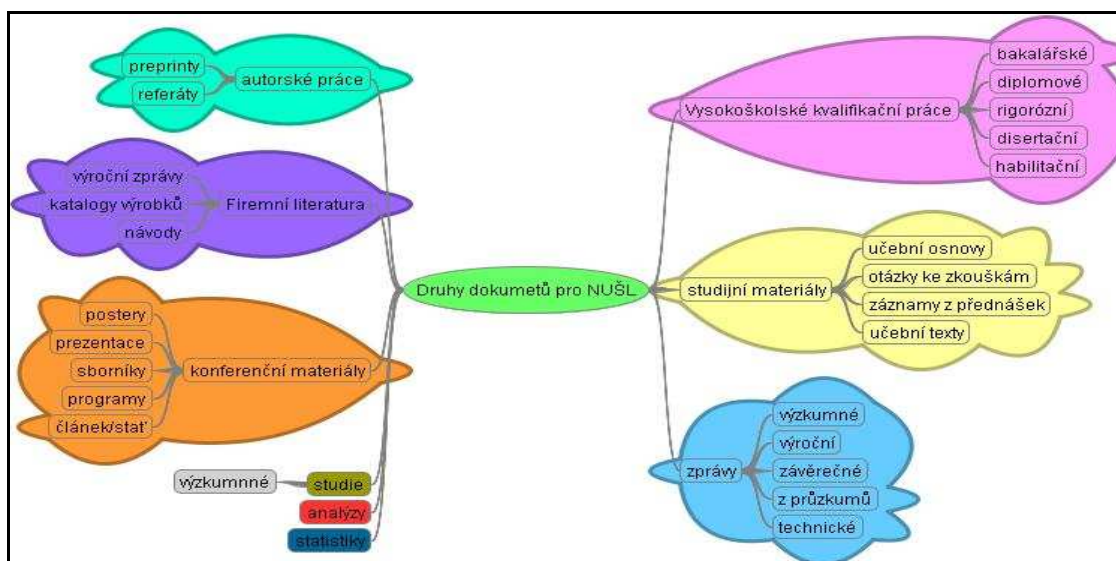 Druhy dokumetů pro NUŠL
autorské práce
preprinty
referáty
Firemní literatura
výroční zprávy
katalogy výrobků
návody
konferenční materiály
postery
prezentace
sborníky
programy
článek/stať
studie
výzkumnné
analýzy
statistiky
Vysokoškolské kvalifikační práce
bakalářské
diplomové
rigorózní
disertační
habilitační
studijní materiály
učební osnovy
otázky ke zkouškám
záznamy z přednášek
učební texty
zprávy
výzkumné
výroční
závěrečné
z průzkumů
technické